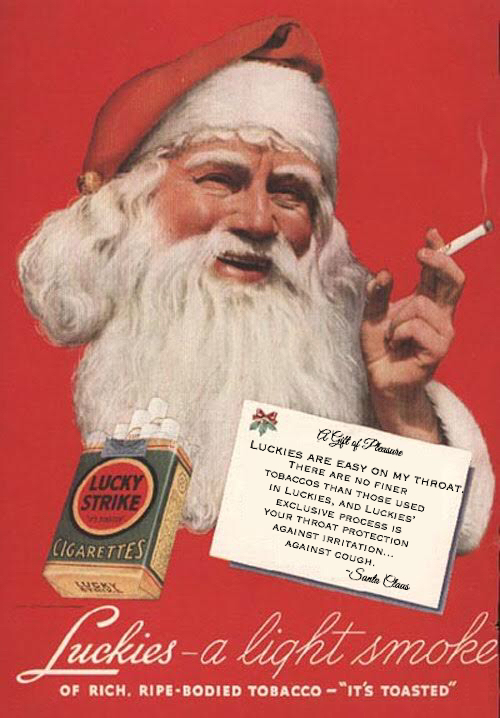 A Gift of Pleasure
LUCKIES ARE EASY ON MY THROAT.
THERE ARE NO FINER
TOBACCOS THAN THOSE USED
IN LUCKIES, AND LUCKIES'
EXCLUSIVE PROCESS IS
YOUR THROAT PROTECTION
AGAINST IRRITATION...
AGAINST COUGH.
~Santa Claus
LUCKY
STRIKE
"IT'S TOASTED"
CIGARETTES
LUCKY
STRIKE
Luckies – a light smoke
OF RICH, RIPE-BODIED TOBACCO – "IT'S TOASTED"